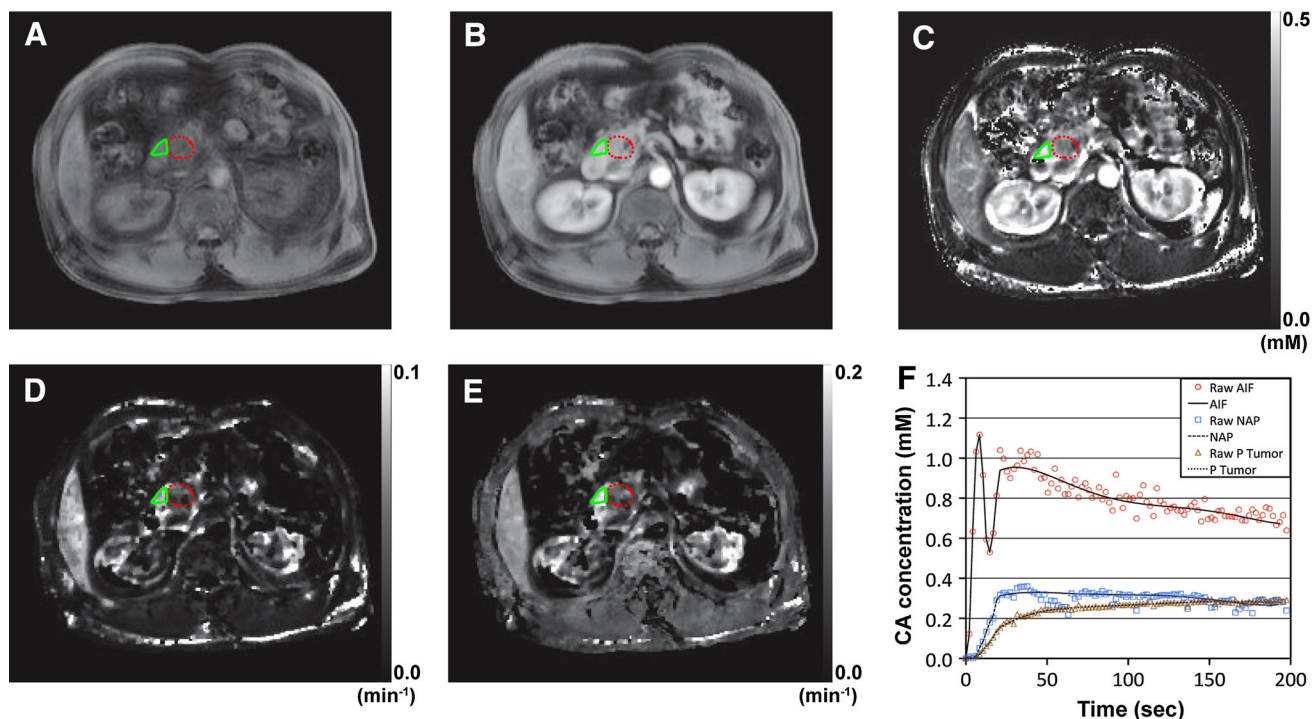 A
B
C
0.5
0.0
(mM)
D
0.1
0.0
(min⁻¹)
E
0.2
0.0
(min⁻¹)
F
CA concentration (mM)
1.4
1.2
1.0
0.8
0.6
0.4
0.2
0.0
Raw AIF
AIF
Raw NAP
NAP
Raw P Tumor
P Tumor
0 50 100 150 200
Time (sec)